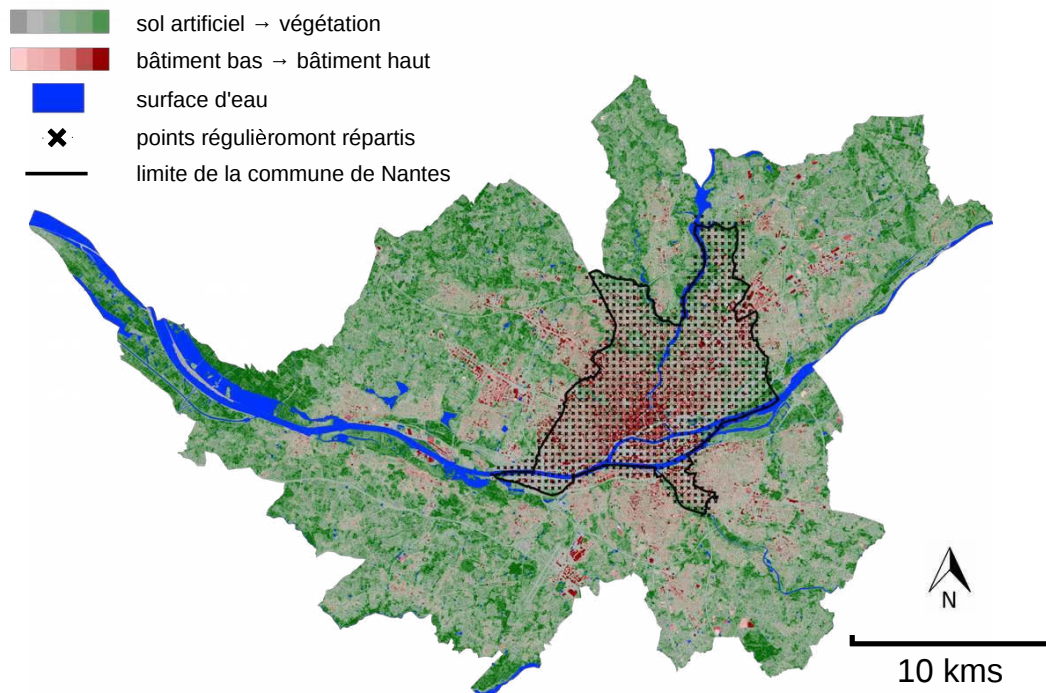 sol artificiel → végétation
bâtiment bas → bâtiment haut
surface d'eau
points régulièromont répartis
limite de la commune de Nantes
N
10 kms